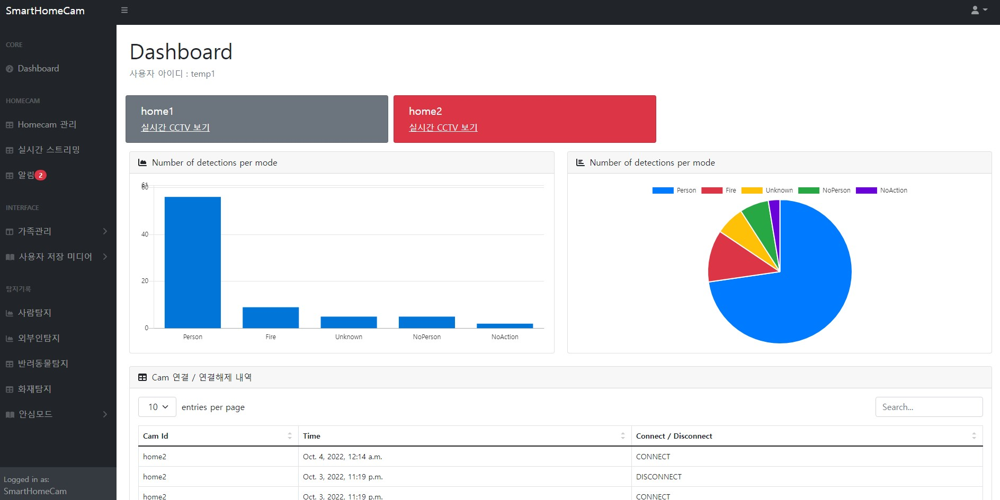 SmartHomeCam
CORE
Dashboard
HOMECAM
Homecam 관리
실시간 스트리밍
알림 2
INTERFACE
가족관리
사용자 저장 미디어
탐지기록
사람탐지
외부인탐지
반려동물탐지
화재탐지
안심모드
Logged in as:
SmartHomeCam
Dashboard
사용자 아이디 : temp1
home1
실시간 CCTV 보기
home2
실시간 CCTV 보기
Number of detections per mode
61
60
40
20
0
Person Fire Unknown NoPerson NoAction
Number of detections per mode
Person Fire Unknown NoPerson NoAction
Cam 연결 / 연결해제 내역
10 entries per page
Search...
Cam Id Time Connect / Disconnect
home2 Oct. 4, 2022, 12:14 a.m. CONNECT
home2 Oct. 3, 2022, 11:19 p.m. DISCONNECT
home2 Oct. 3, 2022, 11:19 p.m. CONNECT